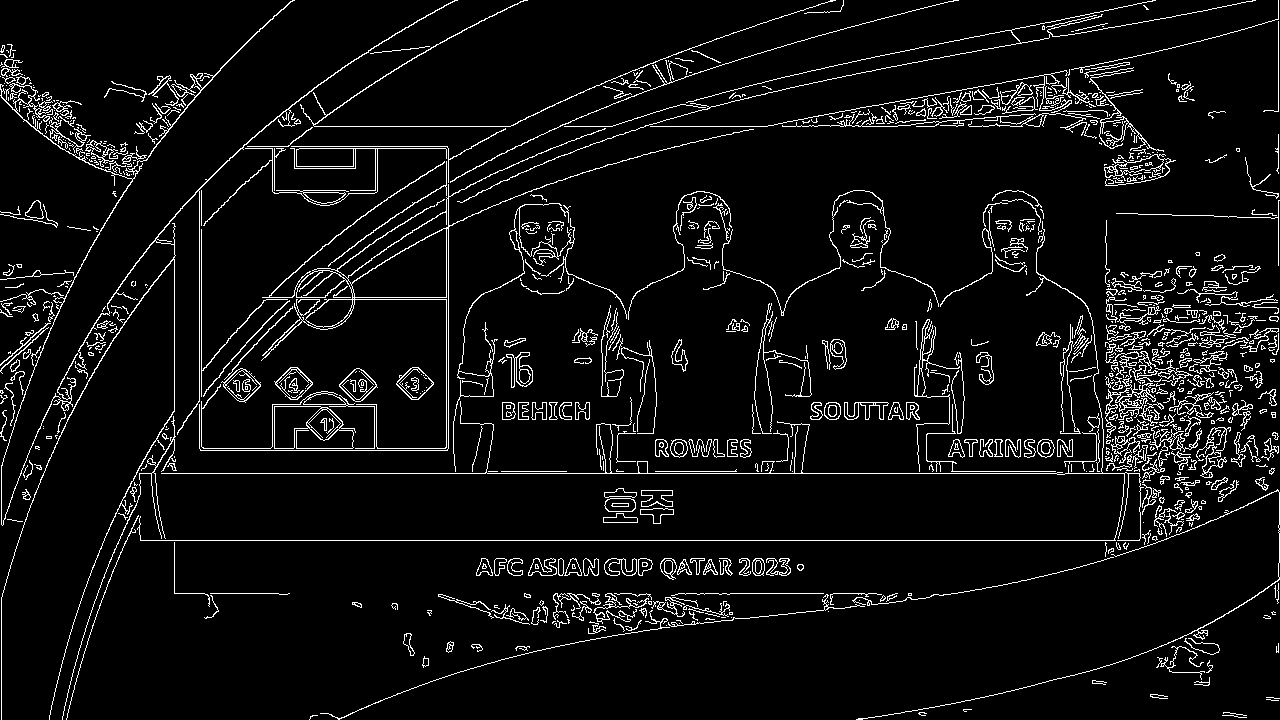 16 14 19 3
1
16 4 19 3
BEHICH SOUTTAR
ROWLES ATKINSON
호주
AFC ASIAN CUP QATAR 2023